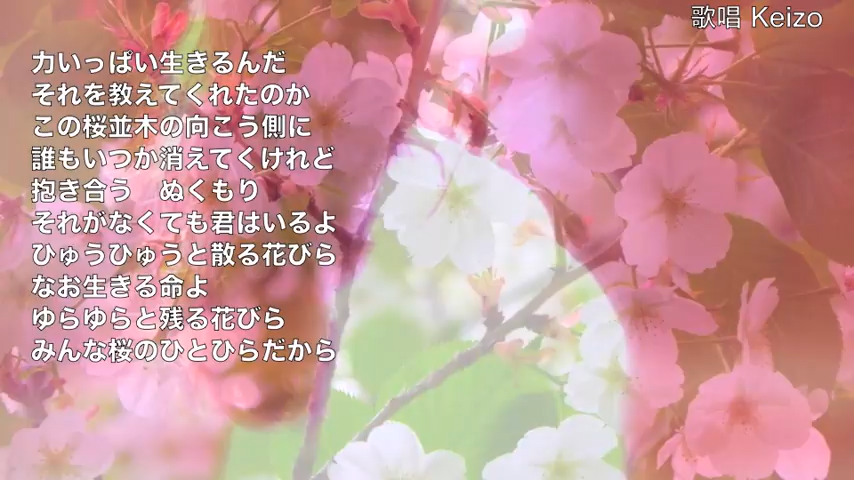 歌唱 Keizo
力いっぱい生きるんだ
それを教えてくれたのか
この桜並木の向こう側に
誰もいつか消えてくけれど
抱き合う　ぬくもり
それがなくても君はいるよ
ひゅうひゅうと散る花びら
なお生きる命よ
ゆらゆらと残る花びら
みんな桜のひとひらだから